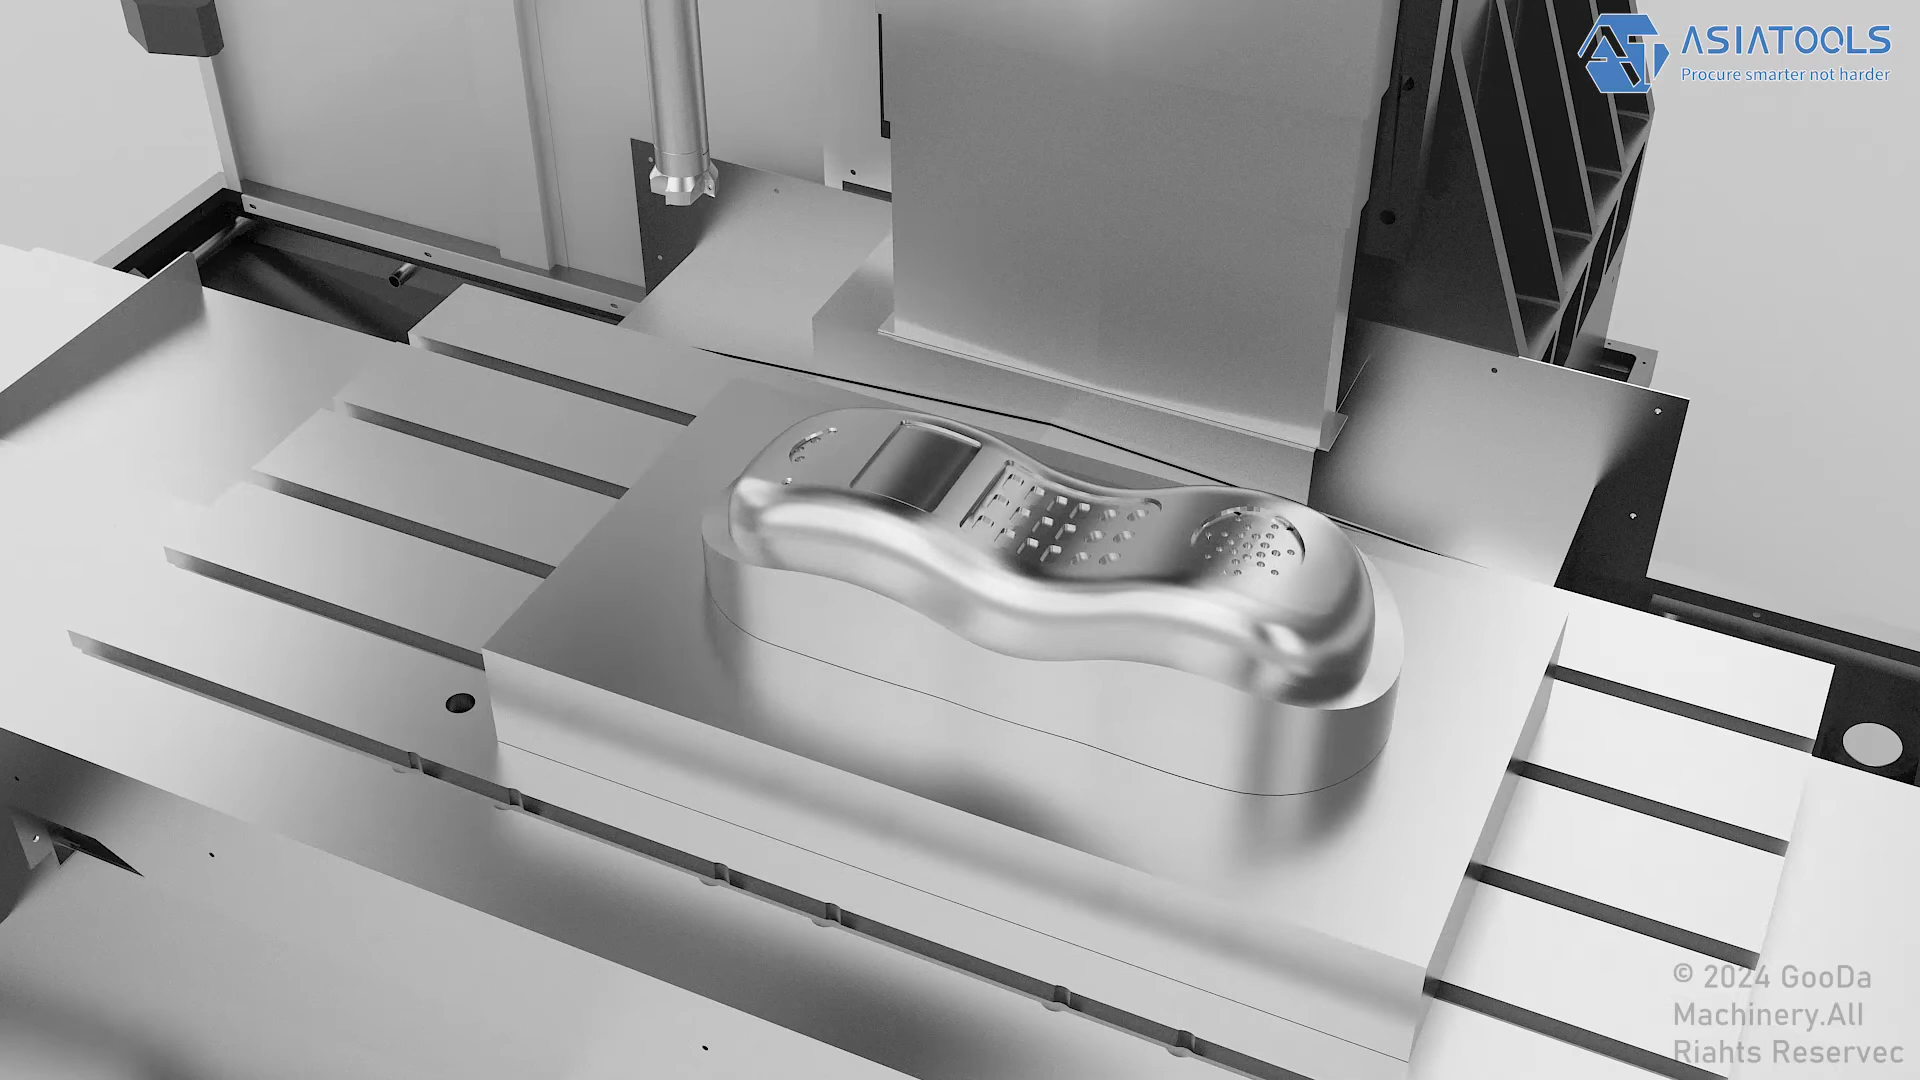 ASIATOOLS
Procure smarter not harder
© 2024 GooDa
Machinery.All
Riahts Reservec